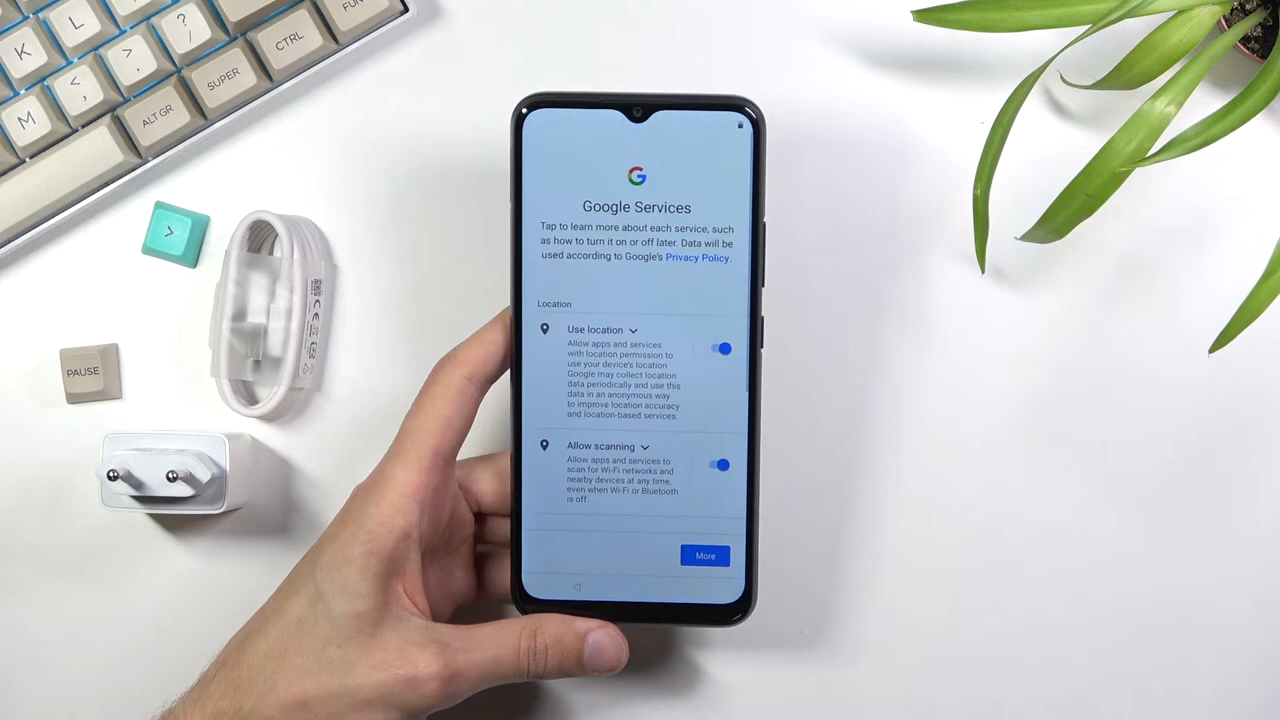 L
?
/
FUN
K
>
.
CTRL
<
,
SUPER
M
ALT GR
>
PAUSE
CE
G
Google Services
Tap to learn more about each service, such
as how to turn it on or off later. Data will be
used according to Google's Privacy Policy.
Location
Use location
Allow apps and services
with location permission to
use your device's location
Google may collect location
data periodically and use this
data in an anonymous way
to improve location accuracy
and location-based services.
Allow scanning
Allow apps and services to
scan for Wi-Fi networks and
nearby devices at any time,
even when Wi-Fi or Bluetooth
is off.
More